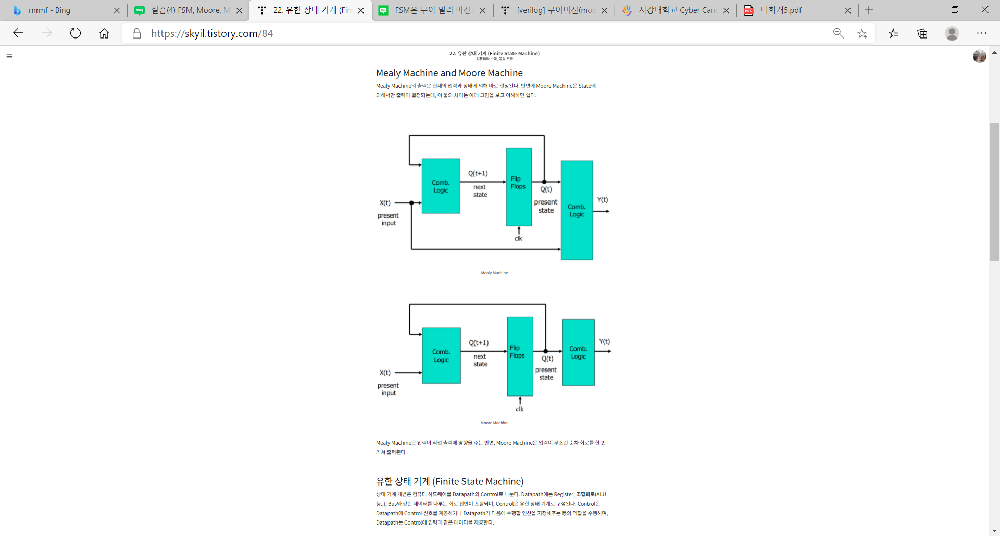 rnrmf - Bing
실습(4) FSM, Moore, M
22. 유한 상태 기계 (Fin
FSM은 무어 밀리 머신
[verilog] 무어머신(moo
서강대학교 Cyber Cam
디회개5.pdf
https://skyil.tistory.com/84
22. 유한 상태 기계 (Finite State Machine)
컴퓨터와 수학, 몽상 조금
Mealy Machine and Moore Machine
Mealy Machine의 출력은 현재의 입력과 상태에 의해 바로 결정된다. 반면에 Moore Machine은 State에
의해서만 출력이 결정되는데, 이 둘의 차이는 아래 그림을 보고 이해하면 쉽다.
Comb.
Logic
Q(t+1)
next
state
Flip
Flops
Q(t)
present
state
Comb.
Logic
Y(t)
X(t)
present
input
clk
Mealy Machine
Comb.
Logic
Q(t+1)
next
state
Flip
Flops
Q(t)
present
state
Comb.
Logic
Y(t)
X(t)
present
input
clk
Moore Machine
Mealy Machine은 입력이 직접 출력에 영향을 주는 반면, Moore Machine은 입력이 무조건 순차 회로를 한 번
거쳐 출력된다.
유한 상태 기계 (Finite State Machine)
상태 기계 개념은 컴퓨터 하드웨어를 Datapath와 Control로 나눈다. Datapath에는 Register, 조합회로(ALU
등..), Bus와 같은 데이터를 다루는 회로 전반이 포함되며, Control은 유한 상태 기계로 구성된다. Control은
Datapath에 Control 신호를 제공하거나 Datapath가 다음에 수행할 연산을 지정해주는 등의 역할을 수행하며,
Datapath는 Control에 입력과 같은 데이터를 제공한다.